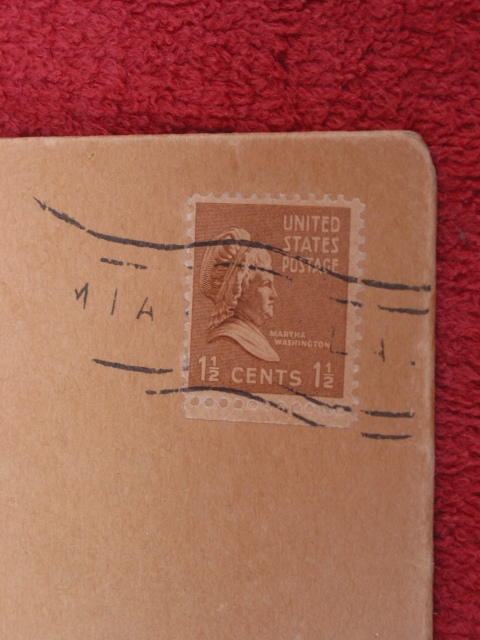 UNITED
STATES
POSTAGE
MARTHA
WASHINGTON
1½ CENTS 1½